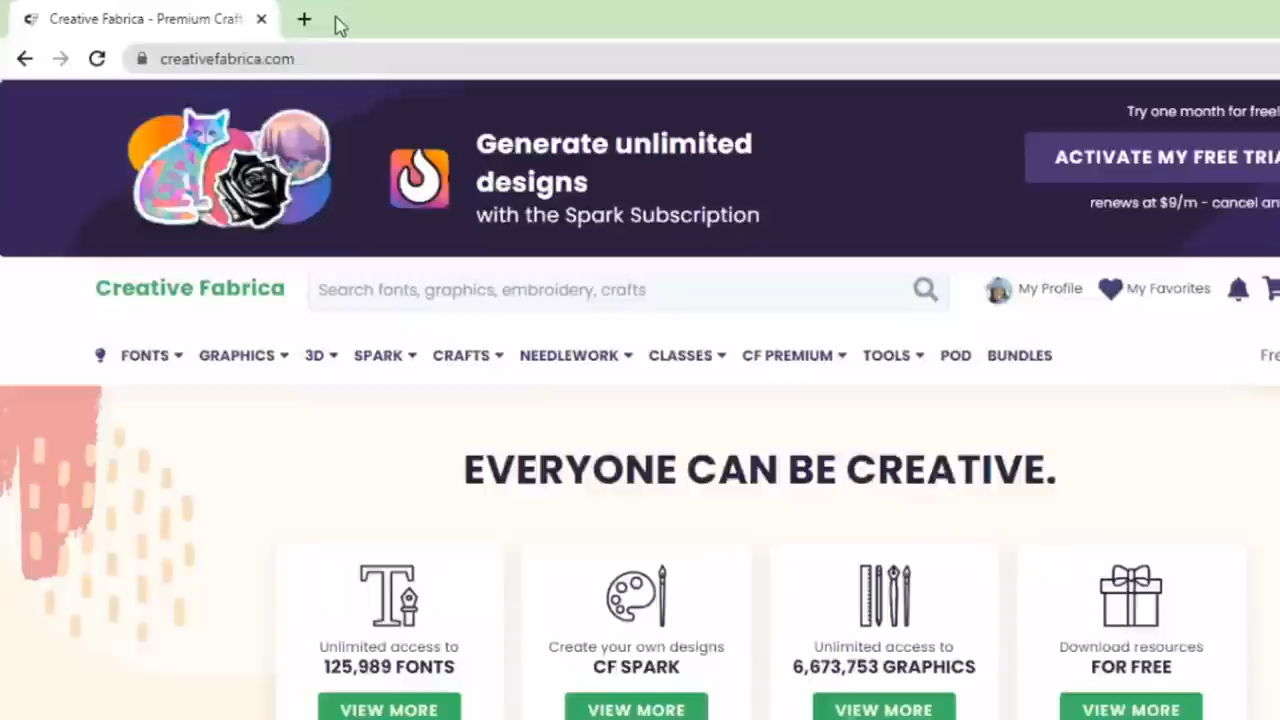 Creative Fabrica - Premium Craft
creativefabrica.com
Generate unlimited
designs
with the Spark Subscription
Try one month for free!
ACTIVATE MY FREE TRIA
renews at $9/m - cancel an
Creative Fabrica
Search fonts, graphics, embroidery, crafts
My Profile
My Favorites
FONTS GRAPHICS 3D SPARK CRAFTS NEEDLEWORK CLASSES CF PREMIUM TOOLS POD BUNDLES
Fre
EVERYONE CAN BE CREATIVE.
Unlimited access to
125,989 FONTS
VIEW MORE
Create your own designs
CF SPARK
VIEW MORE
Unlimited access to
6,673,753 GRAPHICS
VIEW MORE
Download resources
FOR FREE
VIEW MORE